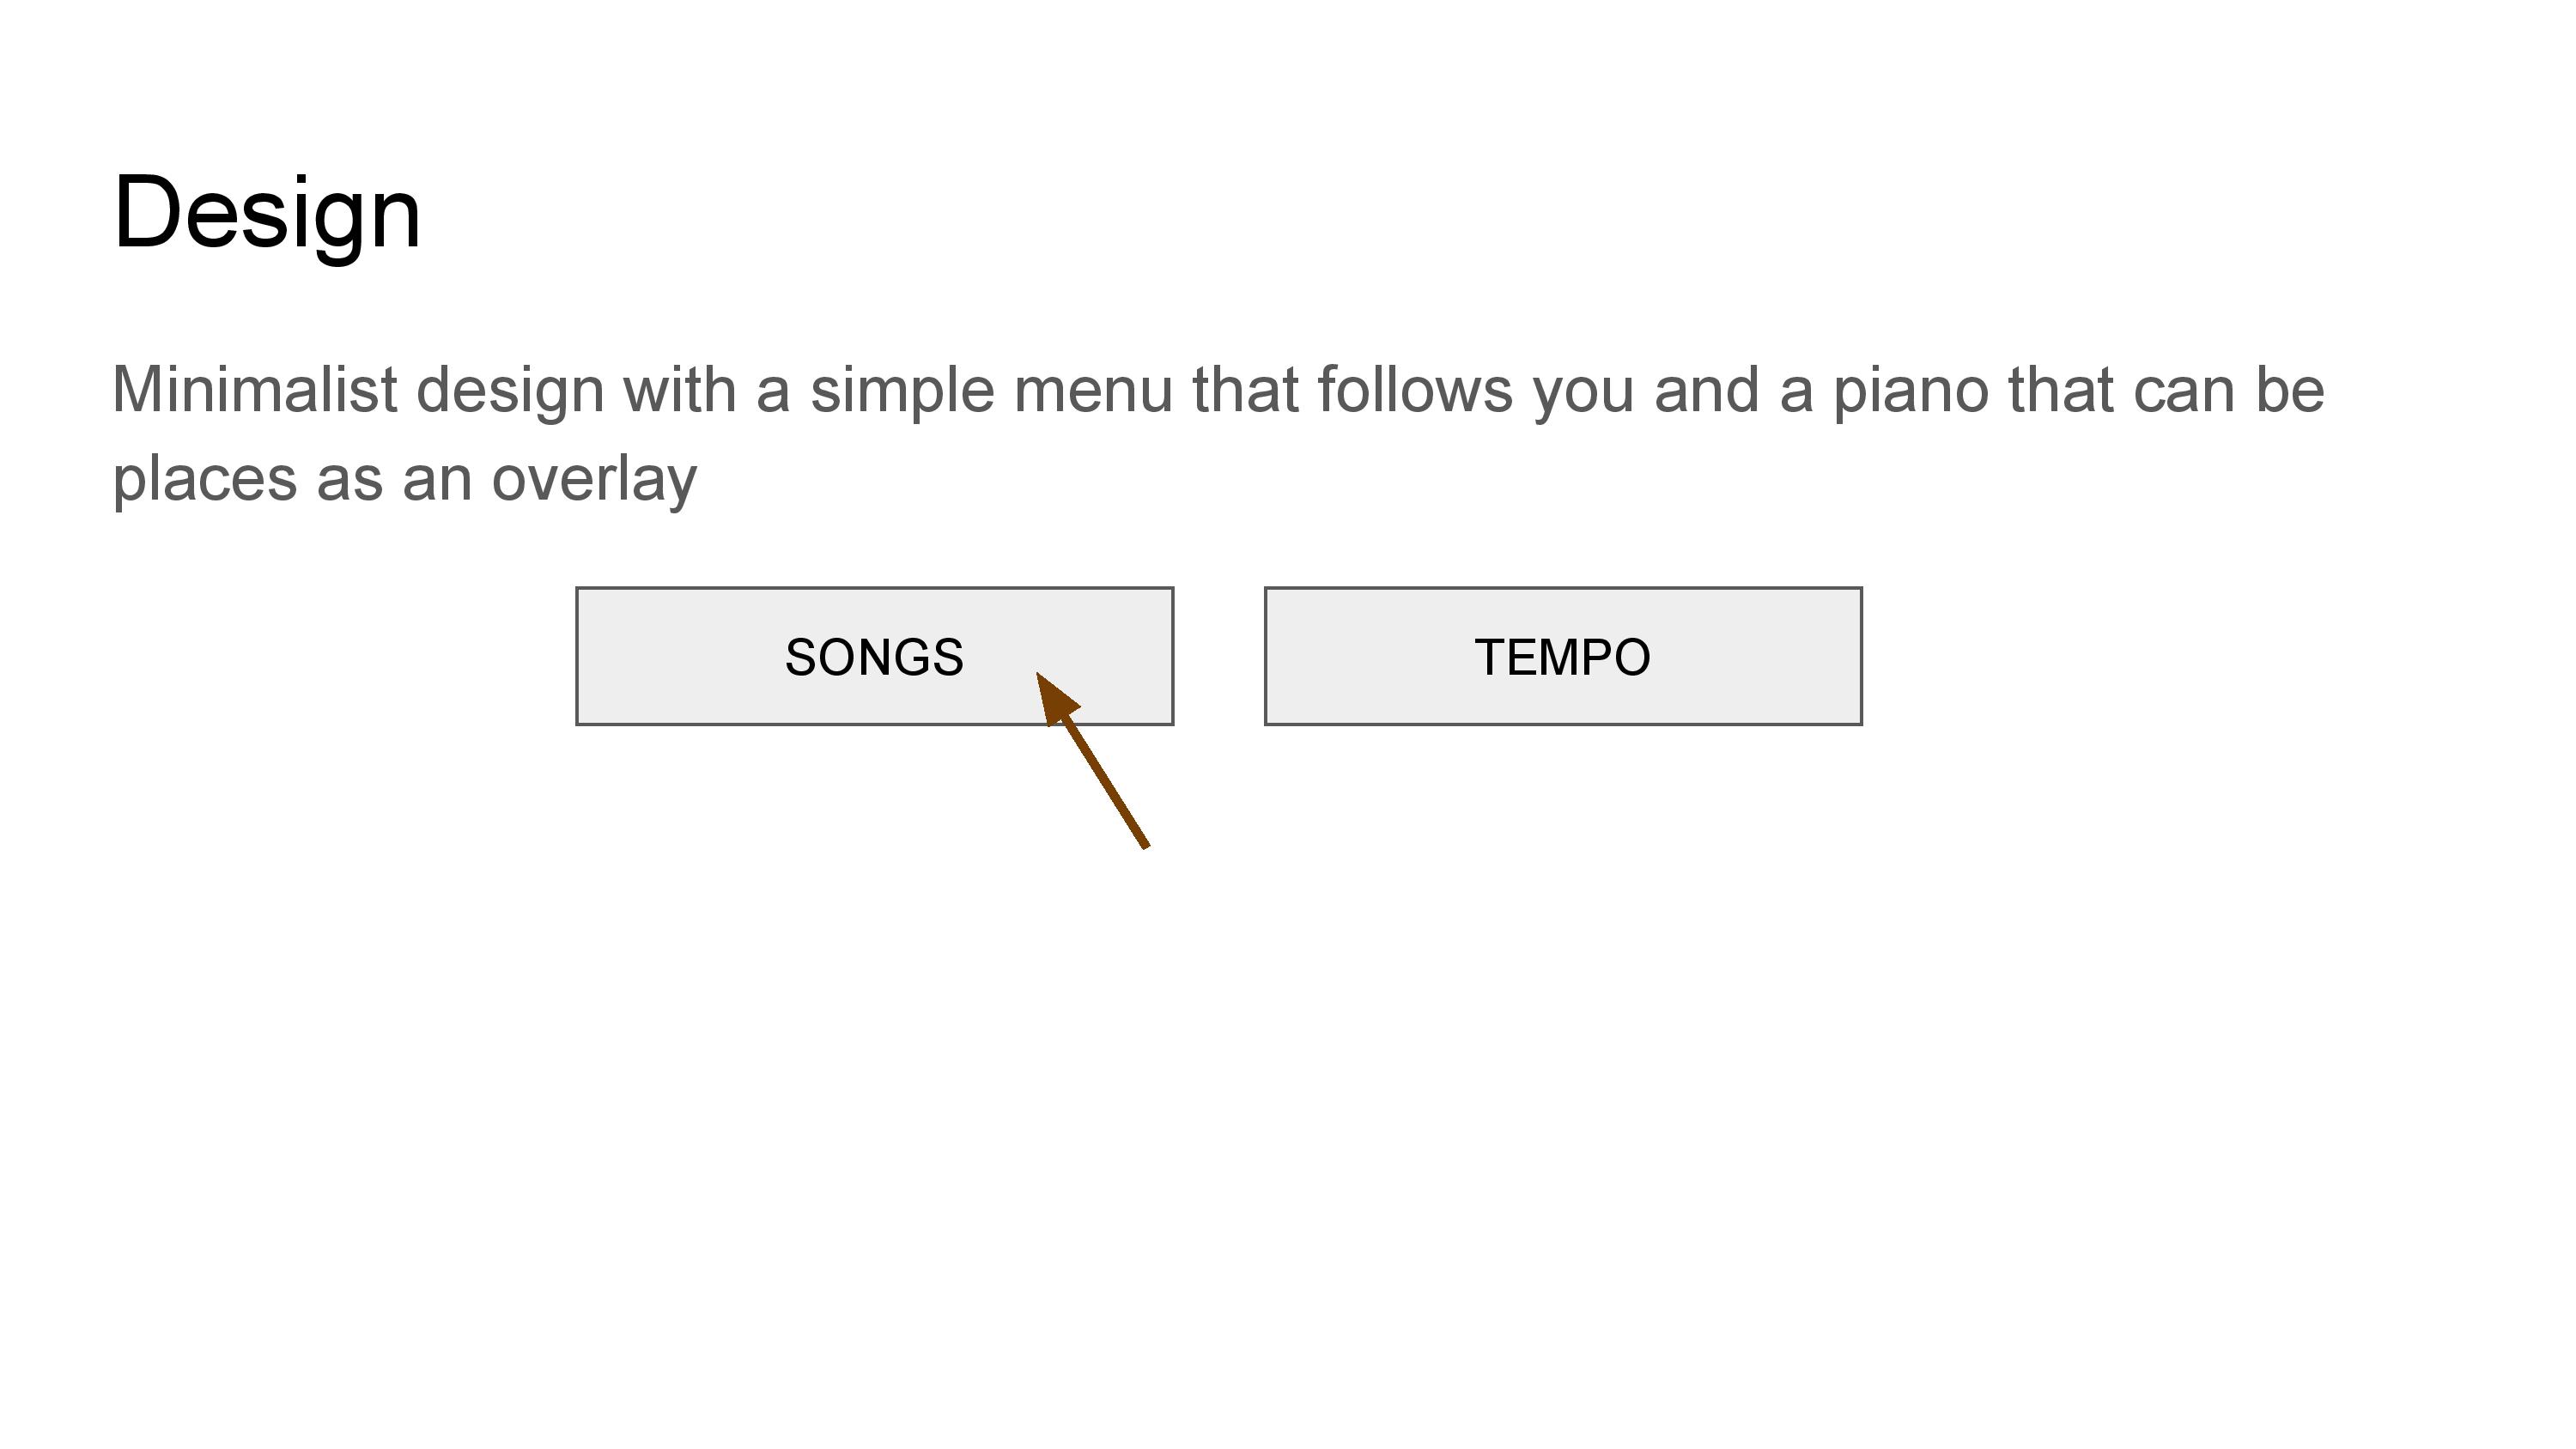 Design
Minimalist design with a simple menu that follows you and a piano that can be
places as an overlay
SONGS
TEMPO